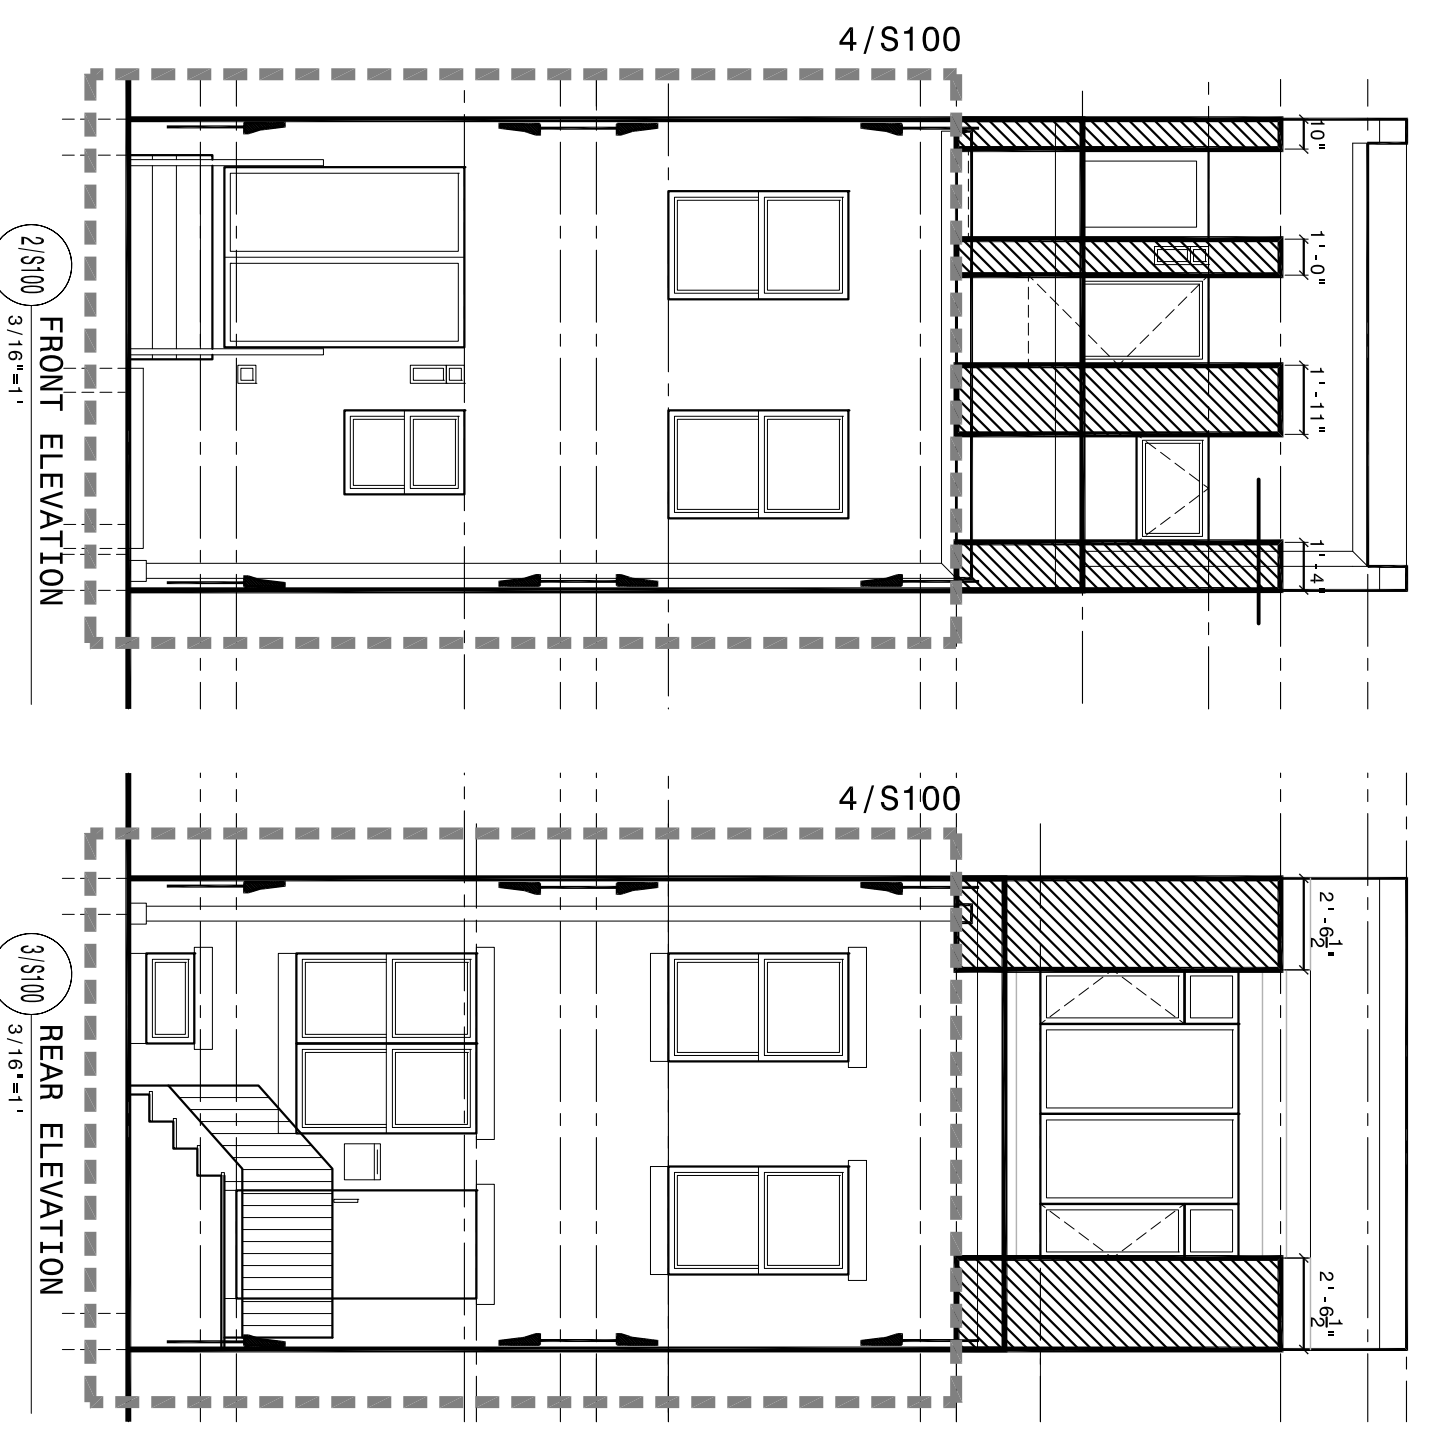 4/S100
10"
1'-0"
1'-11"
1'-4"
2/S100
FRONT ELEVATION
3/16"=1'
4/S100
2'-6½"
2'-6½"
3/S100
REAR ELEVATION
3/16"=1'